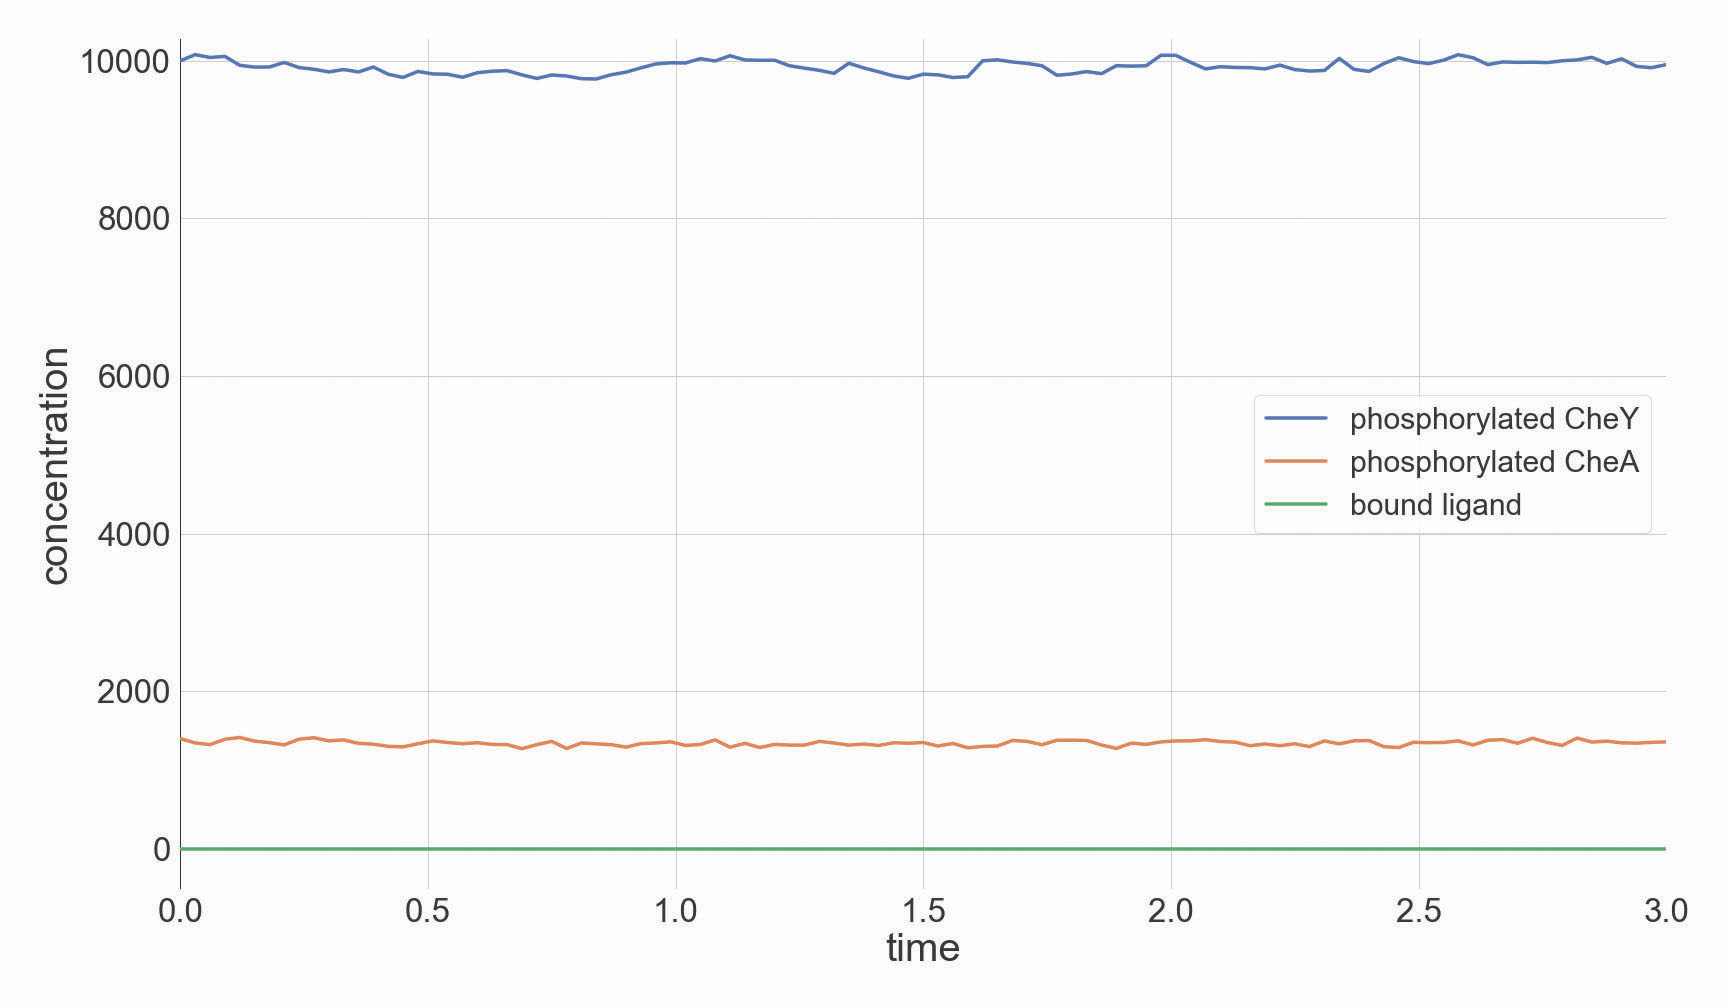 10000
8000
6000
4000
2000
0
concentration
phosphorylated CheY
phosphorylated CheA
bound ligand
0.0 0.5 1.0 1.5 2.0 2.5 3.0
time